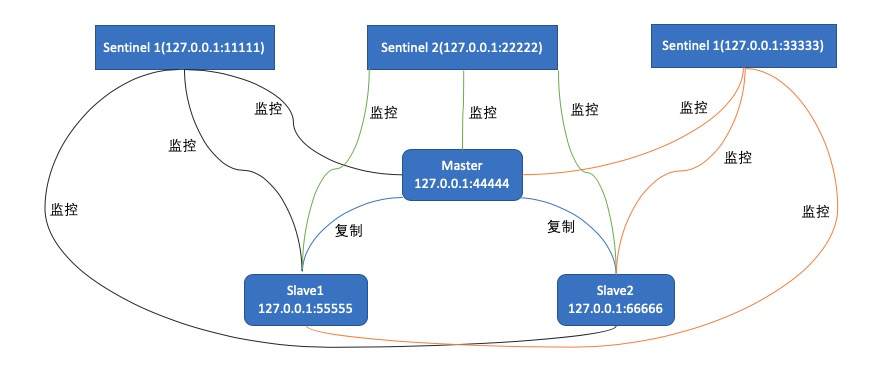 Sentinel 1(127.0.0.1:11111)
Sentinel 2(127.0.0.1:22222)
Sentinel 1(127.0.0.1:33333)
监控
监控
监控
监控
监控
监控
监控
监控
监控
Master
127.0.0.1:44444
复制
复制
Slave1
127.0.0.1:55555
Slave2
127.0.0.1:66666